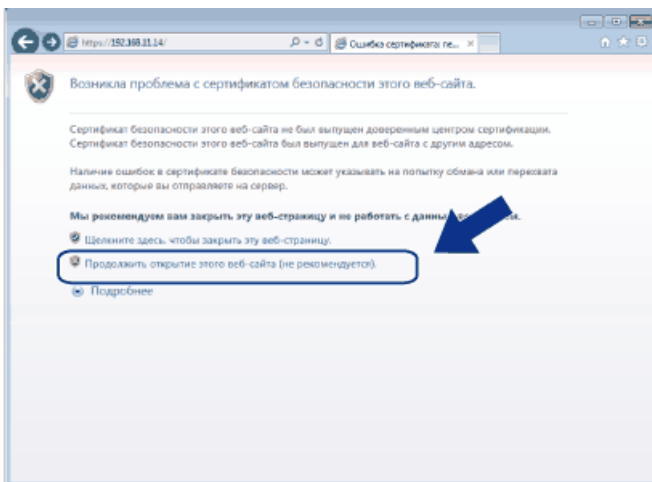 https://192.168.11.14/
Ошибка сертификата: пе...
Возникла проблема с сертификатом безопасности этого веб-сайта.
Сертификат безопасности этого веб-сайта не был выпущен доверенным центром сертификации.
Сертификат безопасности этого веб-сайта был выпущен для веб-сайта с другим адресом.
Наличие ошибок в сертификате безопасности может указывать на попытку обмана или перехвата
данных, которые вы отправляете на сервер.
Мы рекомендуем вам закрыть эту веб-страницу и не работать с данны
Щелкните здесь, чтобы закрыть эту веб-страницу.
Продолжить открытие этого веб-сайта (не рекомендуется).
Подробнее